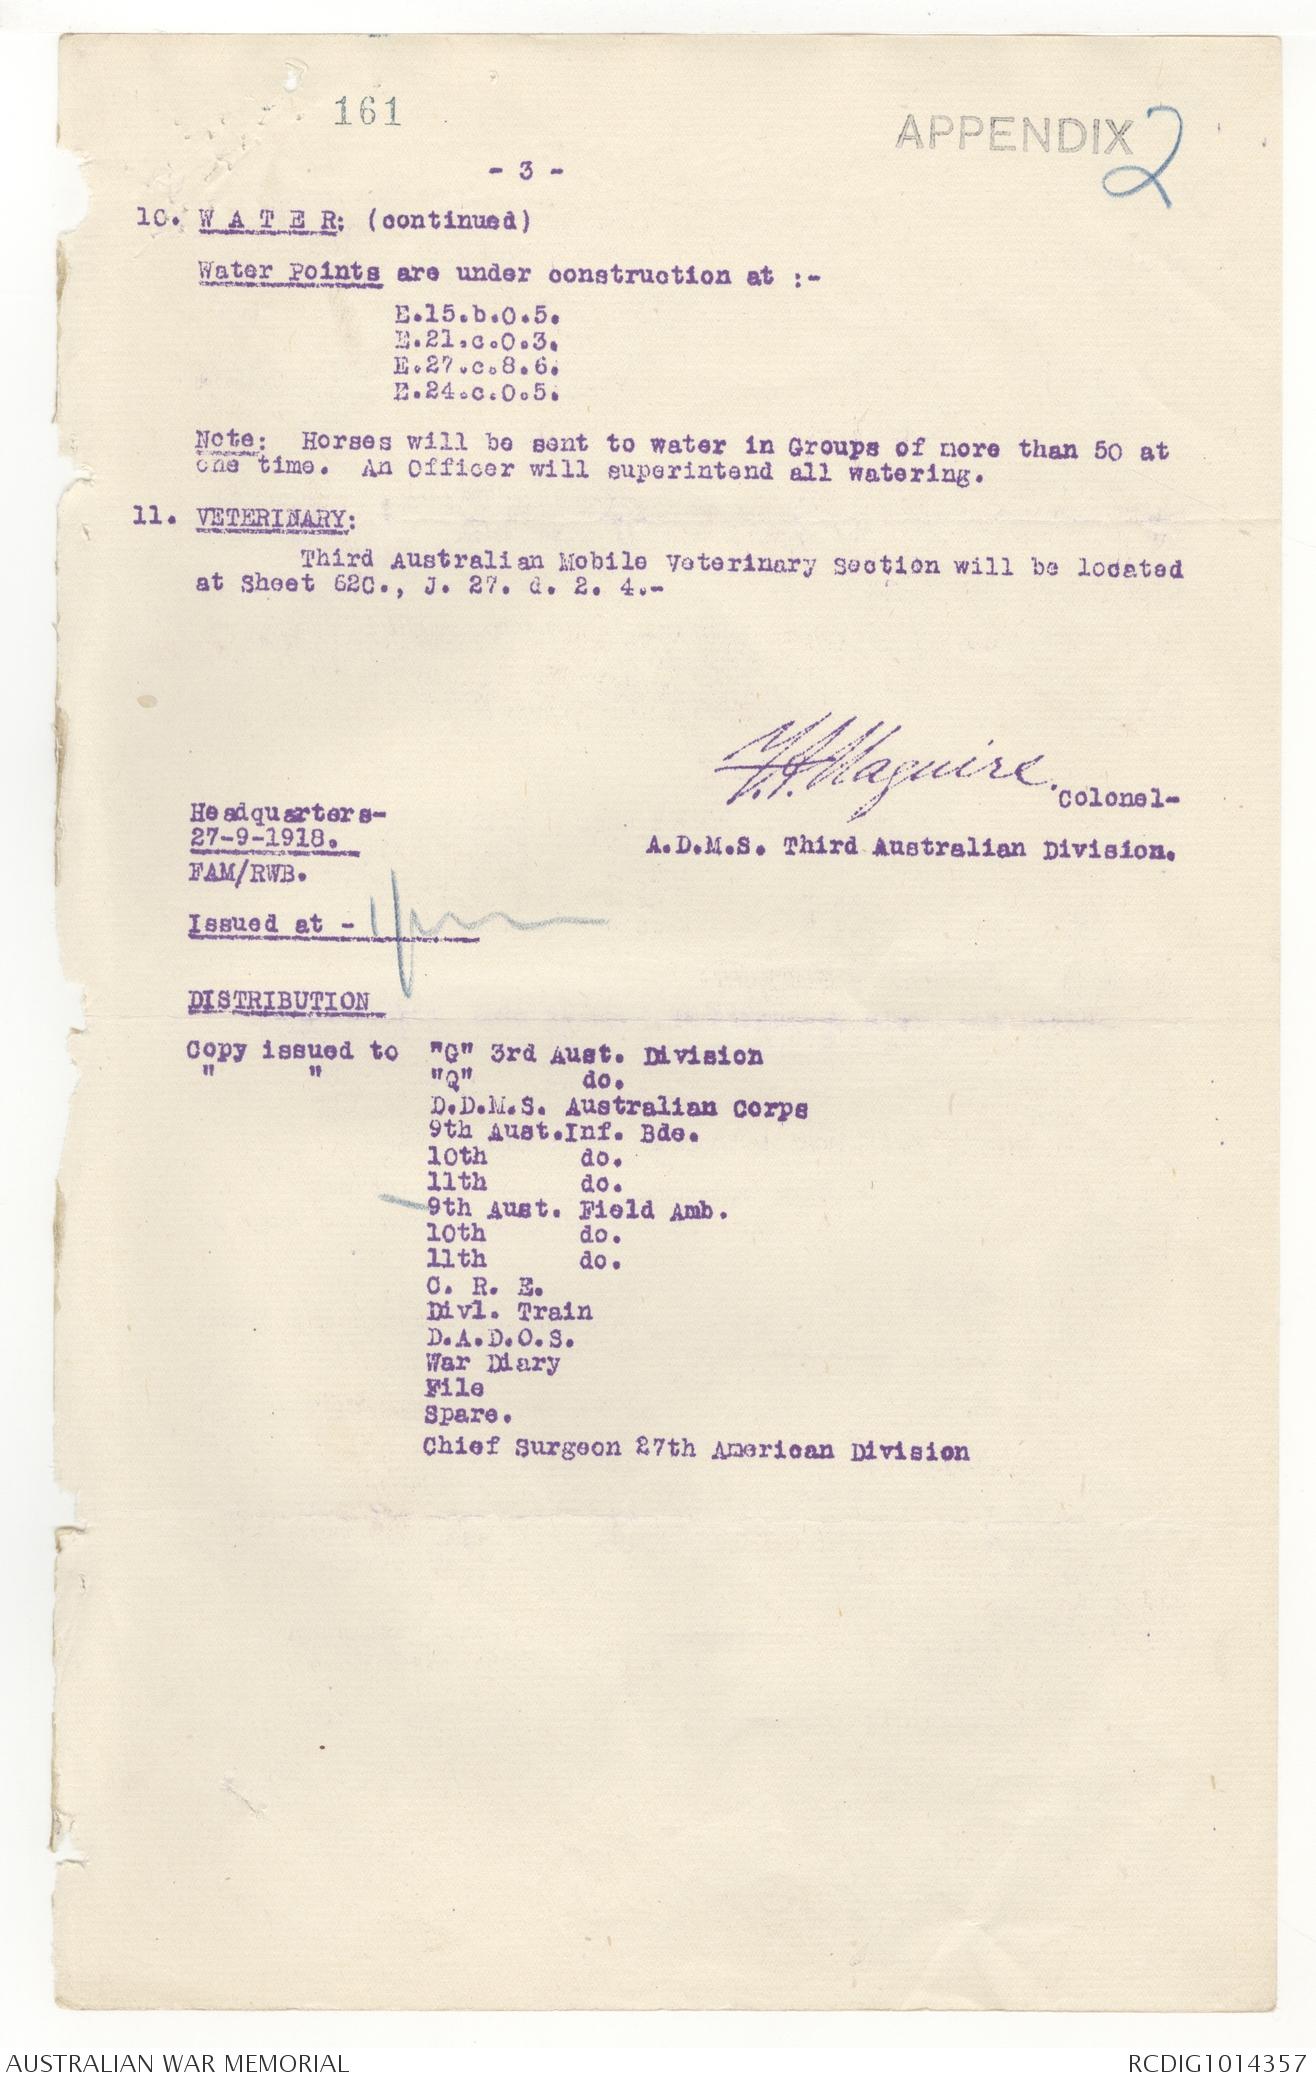 161
APPENDIX 2
- 3 -
10. W A T E R: (continued)
Water Points are under construction at :-
E.15.b.0.5.
E.21.c.0.3.
E.27.c.8.6.
E.24.c.0.5.
Note: Horses will be sent to water in Groups of more than 50 at
one time. An Officer will superintend all watering.
11. VETERINARY:
Third Australian Mobile Veterinary Section will be located
at Sheet 62C., J. 27. d. 2. 4.-
F.A. Maguire.
Colonel-
Headquarters-
27-9-1918.
A.D.M.S. Third Australian Division.
FAM/RWB.
Issued at - 1 pm
DISTRIBUTION
Copy issued to "G" 3rd Aust. Division
" " "Q" do.
D.D.M.S. Australian Corps
9th Aust.Inf. Bde.
10th do.
11th do.
9th Aust. Field Amb.
10th do.
11th do.
C. R. E.
Divl. Train
D.A.D.O.S.
War Diary
File
Spare.
Chief Surgeon 27th American Division
AUSTRALIAN WAR MEMORIAL
RCDIG1014357